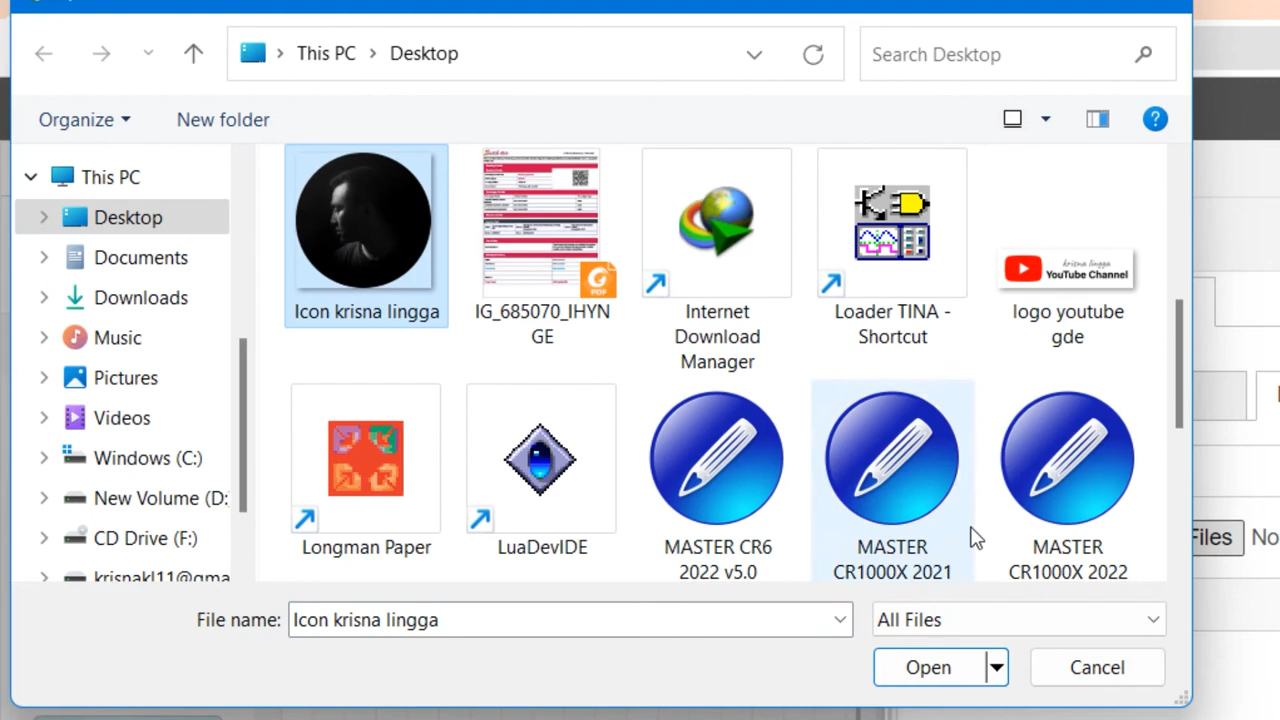 This PC > Desktop
Search Desktop
Organize
New folder
?
This PC
Desktop
Documents
Downloads
Music
Pictures
Videos
Windows (C:)
New Volume (D:
CD Drive (F:)
krisnakl11@gma
Icon krisna lingga
PDF
IG_685070_IHYN
GE
Internet
Download
Manager
Loader TINA -
Shortcut
krisna lingga
YouTube Channel
logo youtube
gde
Longman Paper
LuaDevIDE
MASTER CR6
2022 v5.0
MASTER
CR1000X 2021
MASTER
CR1000X 2022
File name:
Icon krisna lingga
All Files
Open
Cancel
Files
No